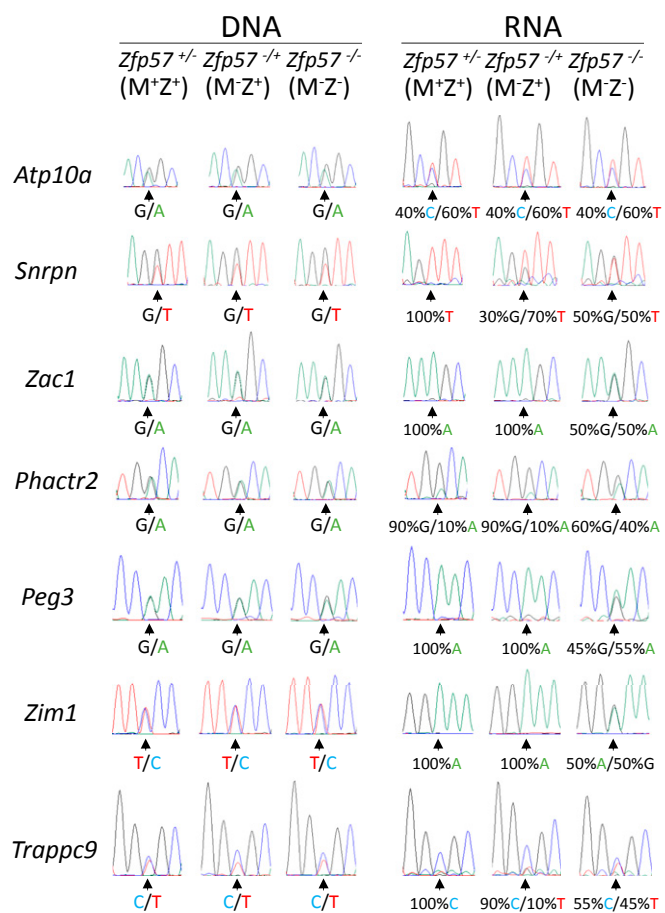 DNA RNA
Zfp57 +/- Zfp57 -/+ Zfp57 -/- Zfp57 +/- Zfp57 -/+ Zfp57 -/-
(M+Z+) (M-Z+) (M-Z-) (M+Z+) (M-Z+) (M-Z-)
Atp10a
G/A G/A G/A 40%C/60%T 40%C/60%T 40%C/60%T
Snrpn
G/T G/T G/T 100%T 30%G/70%T 50%G/50%T
Zac1
G/A G/A G/A 100%A 100%A 50%G/50%A
Phactr2
G/A G/A G/A 90%G/10%A 90%G/10%A 60%G/40%A
Peg3
G/A G/A G/A 100%A 100%A 45%G/55%A
Zim1
T/C T/C T/C 100%A 100%A 50%A/50%G
Trappc9
C/T C/T C/T 100%C 90%C/10%T 55%C/45%T